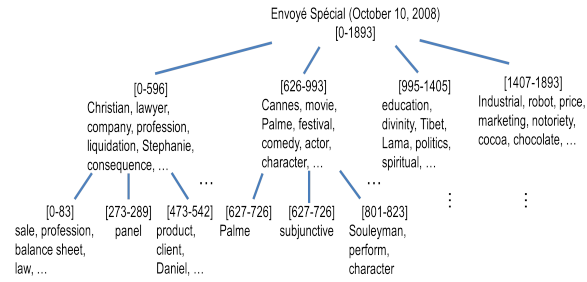 Envoyé Spécial (October 10, 2008)
[0-1893]
[0-596]
Christian, lawyer,
company, profession,
liquidation, Stephanie,
consequence, …
[626-993]
Cannes, movie,
Palme, festival,
comedy, actor,
character, …
[995-1405]
education,
divinity, Tibet,
Lama, politics,
spiritual, …
[1407-1893]
Industrial, robot, price,
marketing, notoriety,
cocoa, chocolate, …
…
…
⋮
⋮
[0-83]
sale, profession,
balance sheet,
law, …
[273-289]
panel
[473-542]
product,
client,
Daniel, …
[627-726]
Palme
[627-726]
subjunctive
[801-823]
Souleyman,
perform,
character